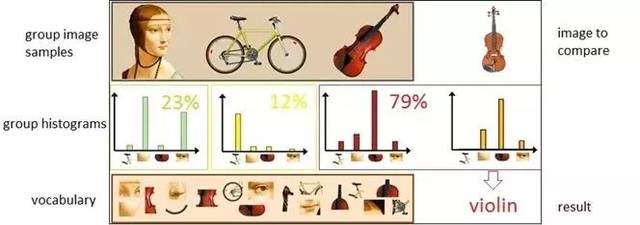 group image
samples
image to
compare
group histograms
23%
12%
79%
vocabulary
violin
result